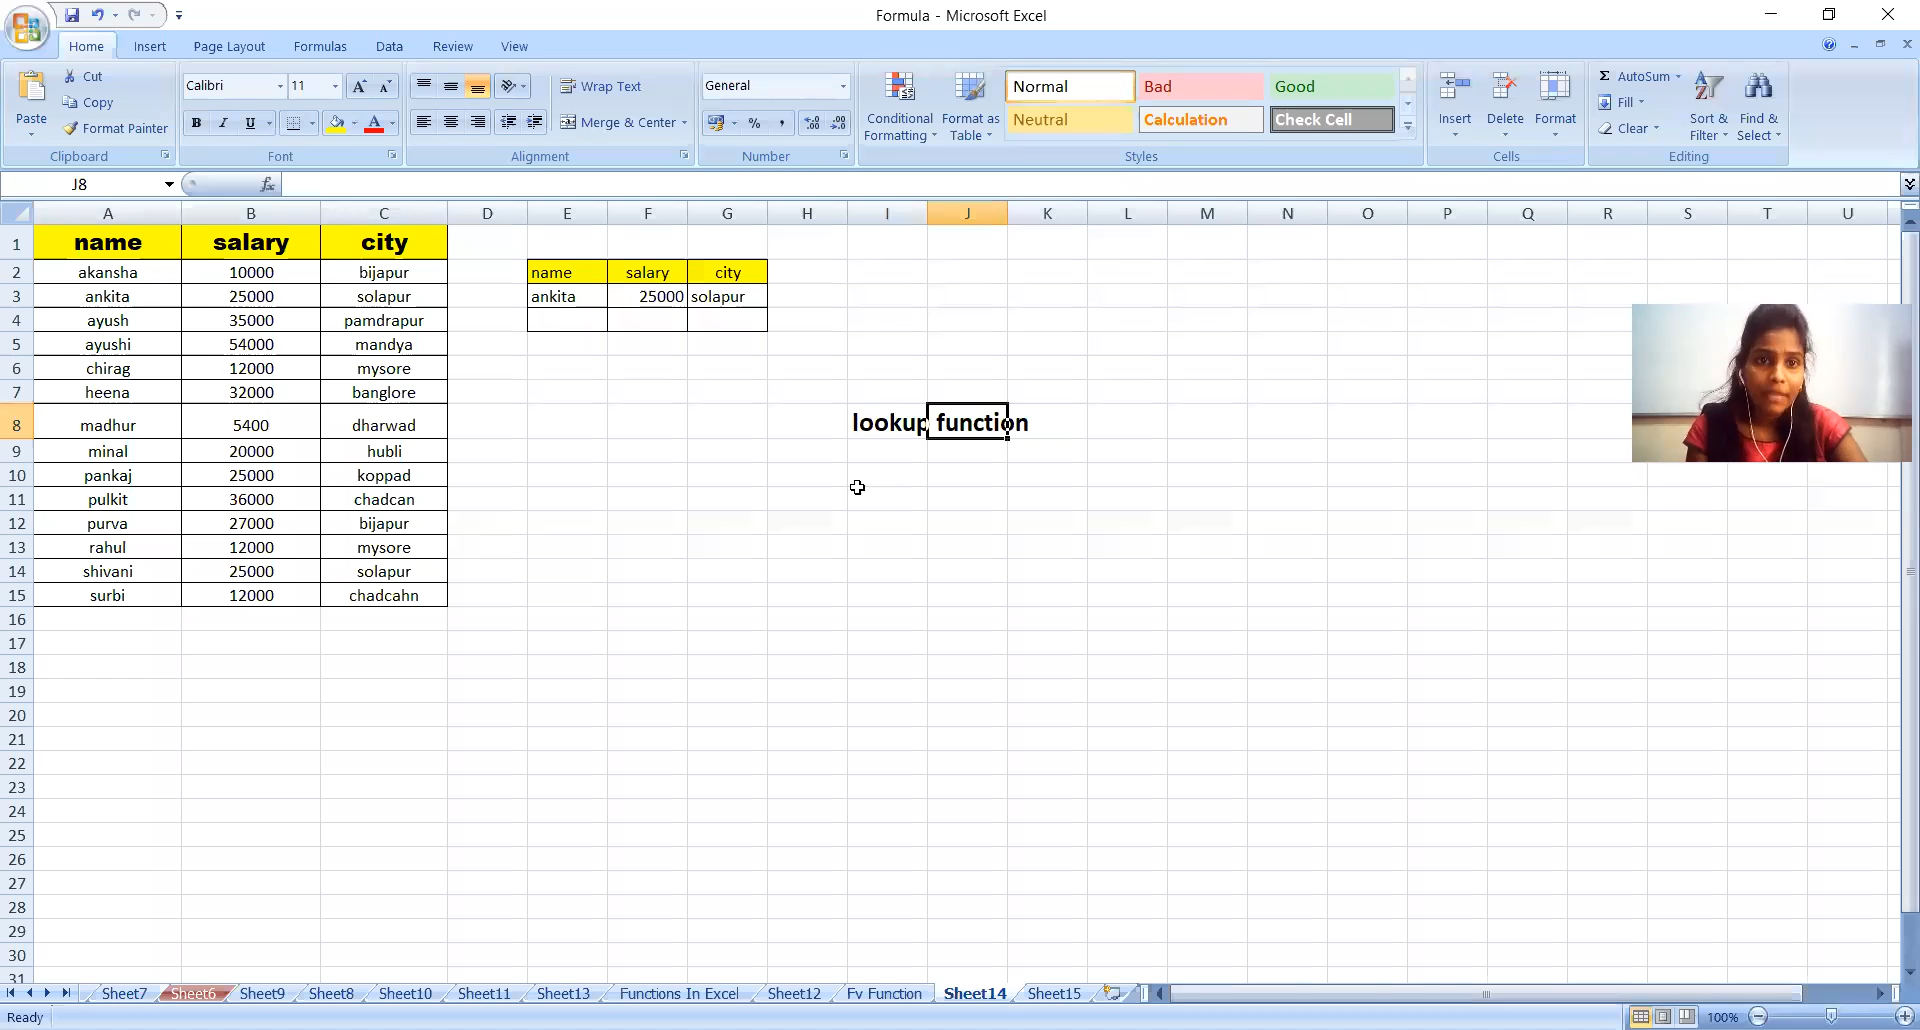 Formula - Microsoft Excel
Home Insert Page Layout Formulas Data Review View
Paste Cut Copy Format Painter Clipboard
Calibri 11 A A B I U A Font
Wrap Text Merge & Center Alignment
General % , Number
Conditional Formatting Format as Table Normal Bad Good Neutral Calculation Check Cell Styles
Insert Delete Format Cells
Σ AutoSum Fill Clear Sort & Filter Find & Select Editing
J8 fx
A B C D E F G H I J K L M N O P Q R S T U
1 name salary city
2 akansha 10000 bijapur name salary city
3 ankita 25000 solapur ankita 25000 solapur
4 ayush 35000 pamdrapur
5 ayushi 54000 mandya
6 chirag 12000 mysore
7 heena 32000 banglore
8 madhur 5400 dharwad lookup function
9 minal 20000 hubli
10 pankaj 25000 koppad
11 pulkit 36000 chadcan
12 purva 27000 bijapur
13 rahul 12000 mysore
14 shivani 25000 solapur
15 surbi 12000 chadcahn
16
17
18
19
20
21
22
23
24
25
26
27
28
29
30
31
Sheet7 Sheet6 Sheet9 Sheet8 Sheet10 Sheet11 Sheet13 Functions In Excel Sheet12 Fv Function Sheet14 Sheet15
Ready 100%